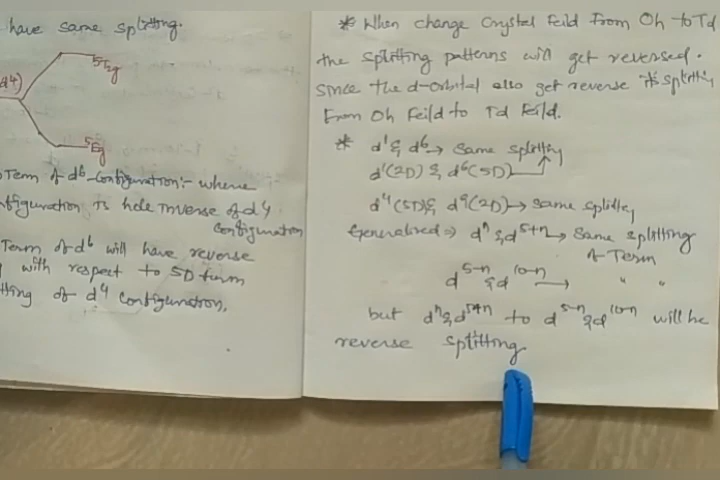 have same splitting.
d4)
5T2g
5Eg
Term of d6-Configuration:- where
nfiguration is hole inverse of d4
Configuration
Term of d6 will have reverse
with respect to 5D term
tting of d4 Configuration.
* When change Crystal Feild From Oh to Td
the splitting patterns will get reversed.
Since the d-orbital also get reverse splitting
From Oh Feild to Td Feild.
* d1 & d6 → Same splitting
d1(2D) & d6(5D)
d4(5D) & d9(2D) → Same splitting
Generalised ⇒ dn & d5+n → Same splitting
of Term
d5-n & d10-n → " "
but dn & d5+n to d5-n & d10-n will be
reverse splitting